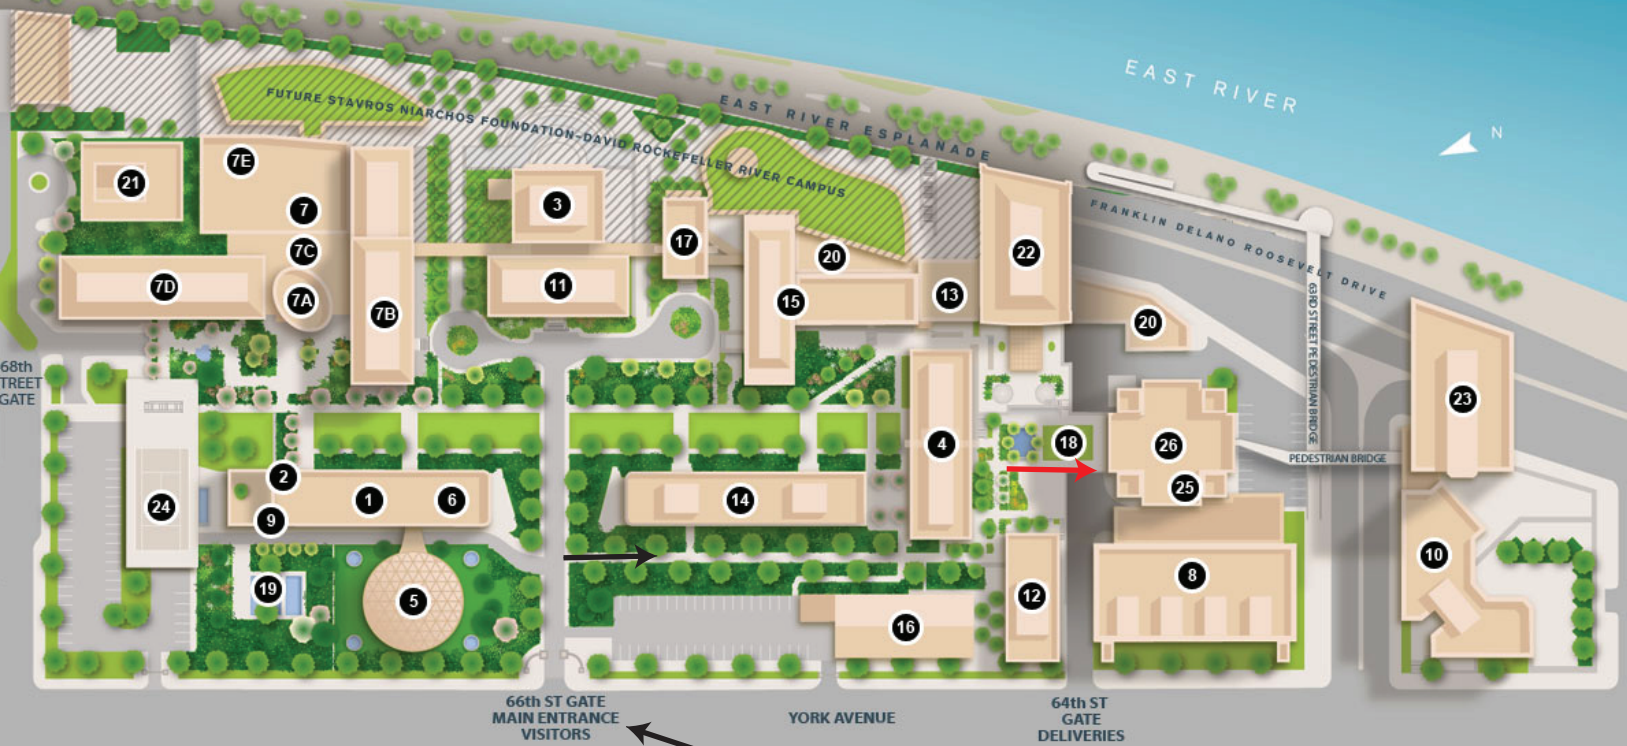 EAST RIVER
N
EAST RIVER ESPLANADE
FUTURE STAVROS NIARCHOS FOUNDATION–DAVID ROCKEFELLER RIVER CAMPUS
FRANKLIN DELANO ROOSEVELT DRIVE
63RD STREET PEDESTRIAN BRIDGE
PEDESTRIAN BRIDGE
21
7E
7
7C
7A
7D
7B
3
11
17
20
15
13
22
20
23
68th
TREET
GATE
24
2
1
6
9
19
5
14
4
18
26
25
16
12
8
10
66th ST GATE
MAIN ENTRANCE
VISITORS
YORK AVENUE
64th ST
GATE
DELIVERIES